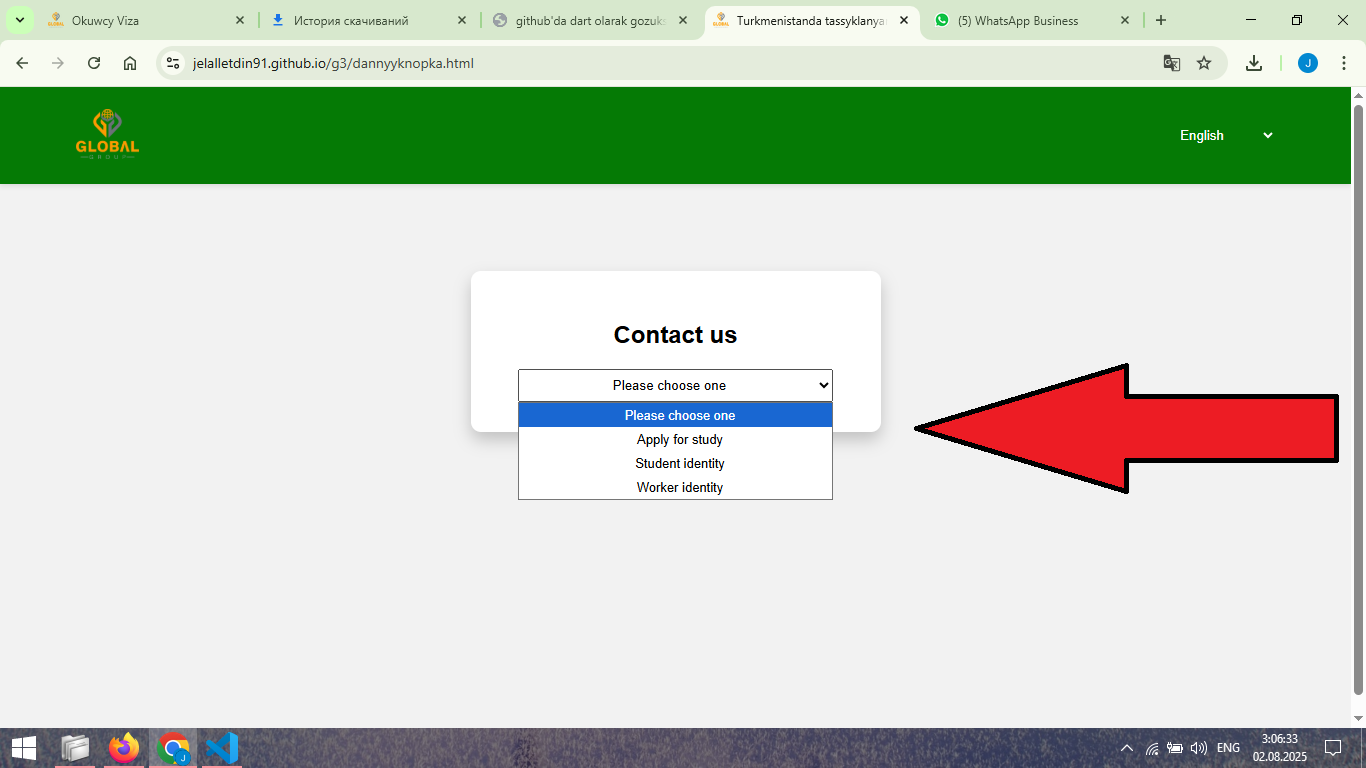 Okuwcy Viza
История скачиваний
github'da dart olarak gozuks
Turkmenistanda tassyklanyan
(5) WhatsApp Business
jelalletdin91.github.io/g3/dannyyknopka.html
J
GLOBAL
GROUP
English
Contact us
Please choose one
Please choose one
Apply for study
Student identity
Worker identity
J
ENG
3:06:33
02.08.2025